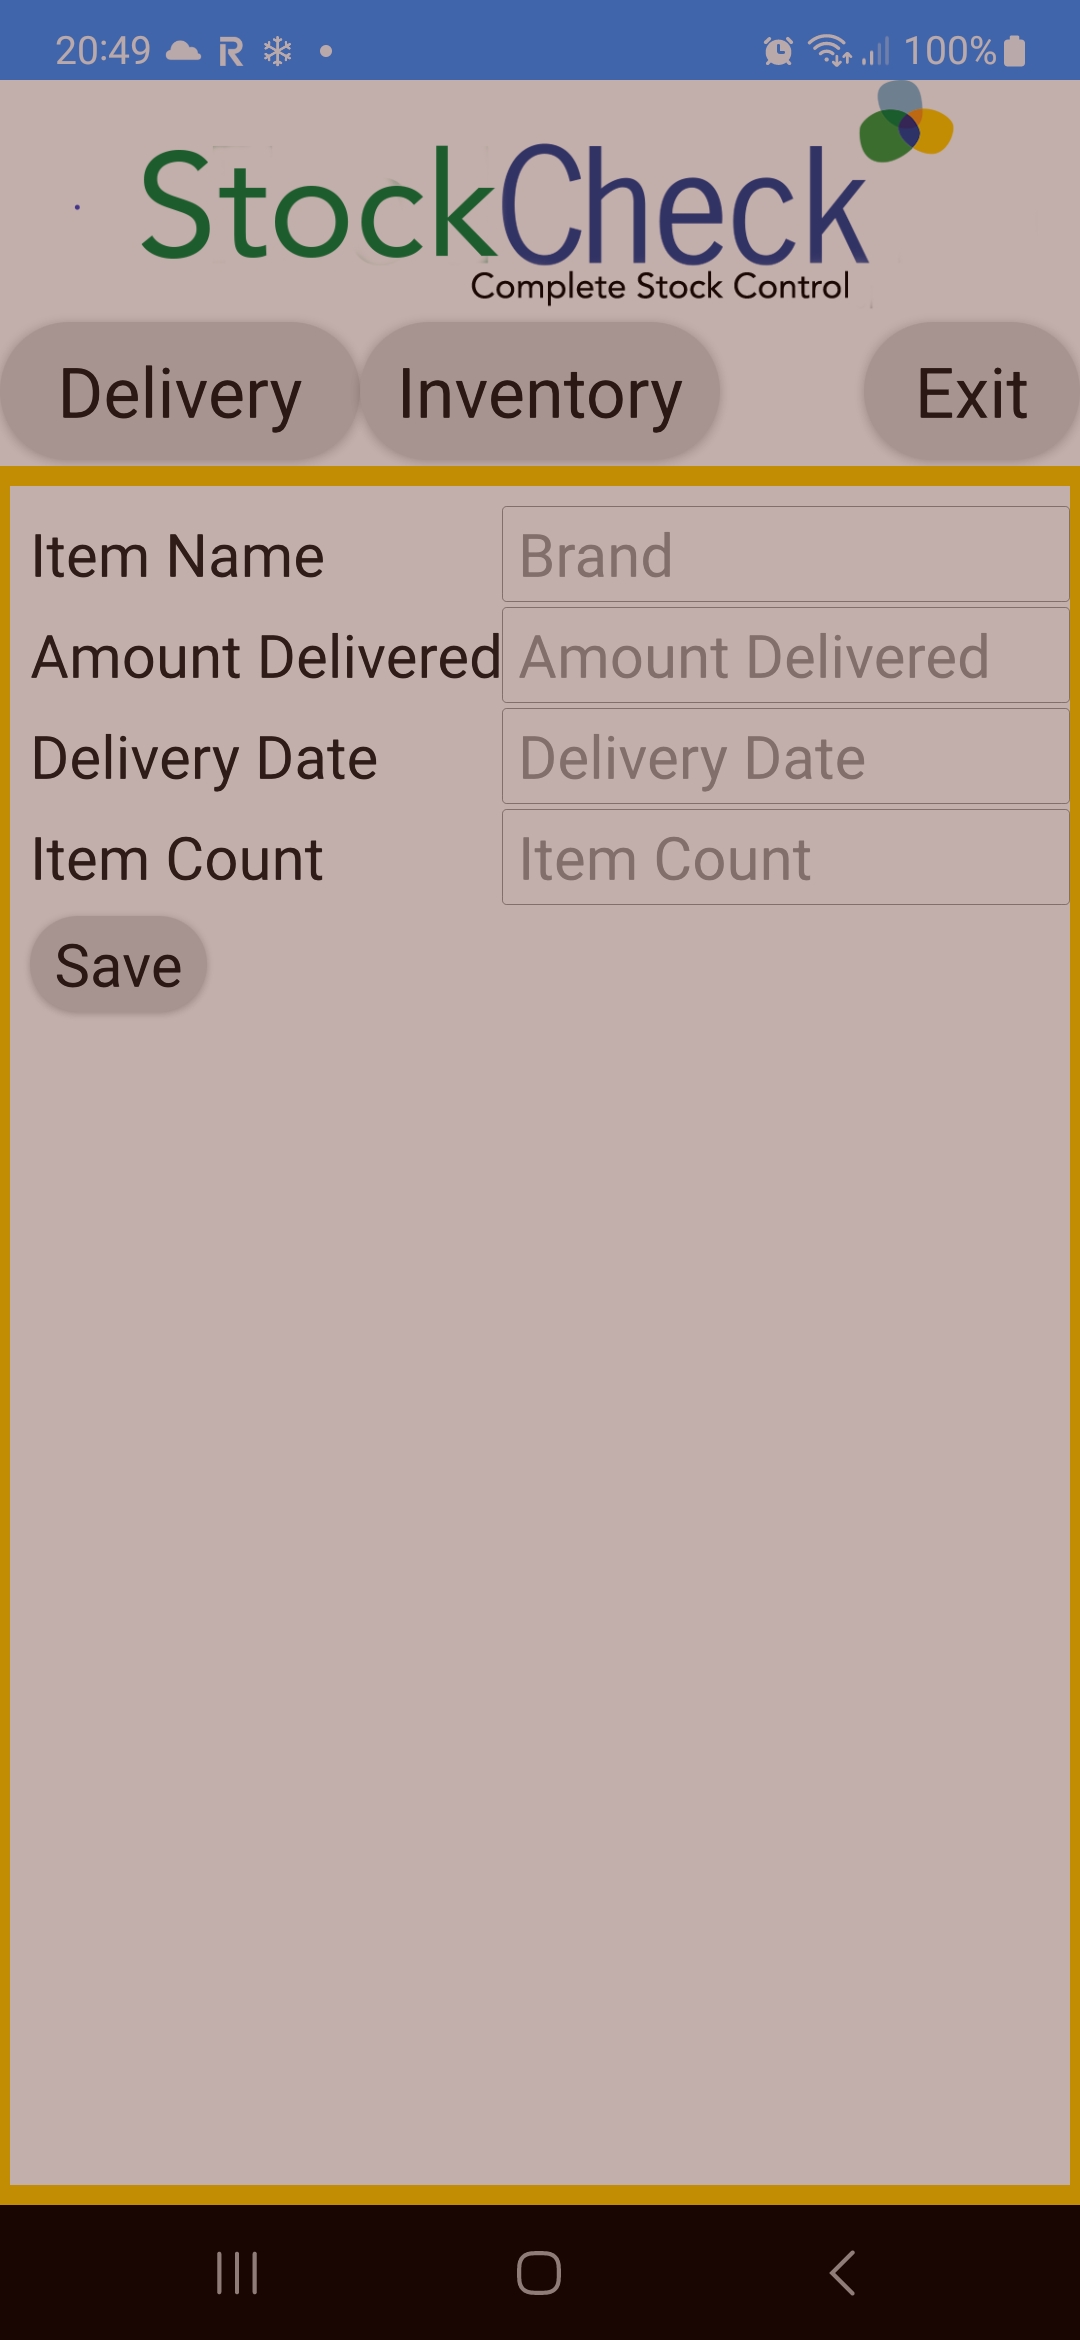 20:49 100%
StockCheck
Complete Stock Control
Delivery Inventory Exit
Item Name Brand
Amount Delivered Amount Delivered
Delivery Date Delivery Date
Item Count Item Count
Save